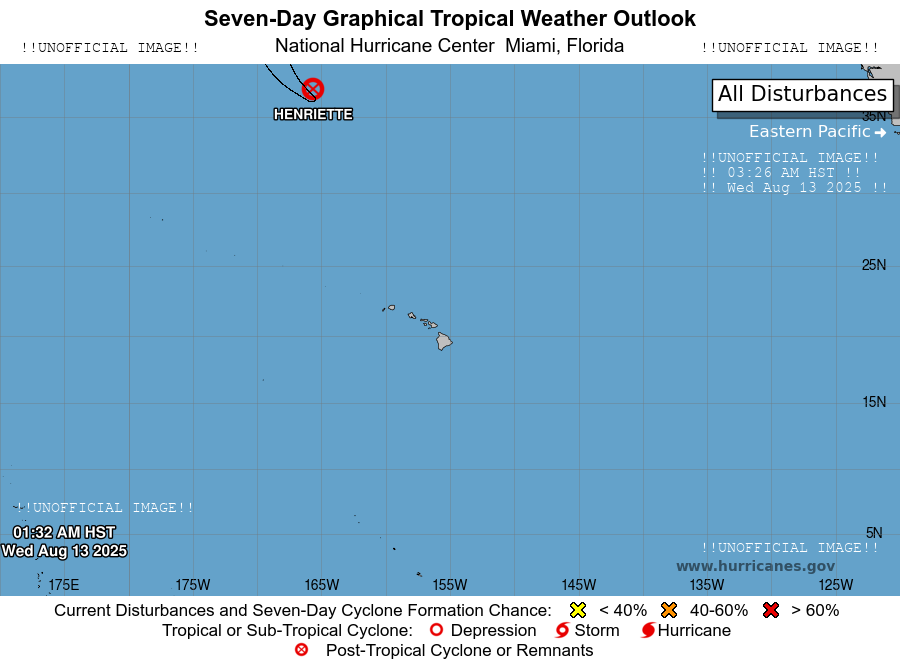 Seven-Day Graphical Tropical Weather Outlook
!!UNOFFICIAL IMAGE!! National Hurricane Center Miami, Florida !!UNOFFICIAL IMAGE!!
All Disturbances
HENRIETTE
35N
Eastern Pacific
!!UNOFFICIAL IMAGE!!
!! 03:26 AM HST !!
!! Wed Aug 13 2025 !!
25N
15N
!!UNOFFICIAL IMAGE!!
01:32 AM HST
5N
Wed Aug 13 2025
!!UNOFFICIAL IMAGE!!
www.hurricanes.gov
175E 175W 165W 155W 145W 135W 125W
Current Disturbances and Seven-Day Cyclone Formation Chance: < 40% 40-60% > 60%
Tropical or Sub-Tropical Cyclone: Depression Storm Hurricane
Post-Tropical Cyclone or Remnants